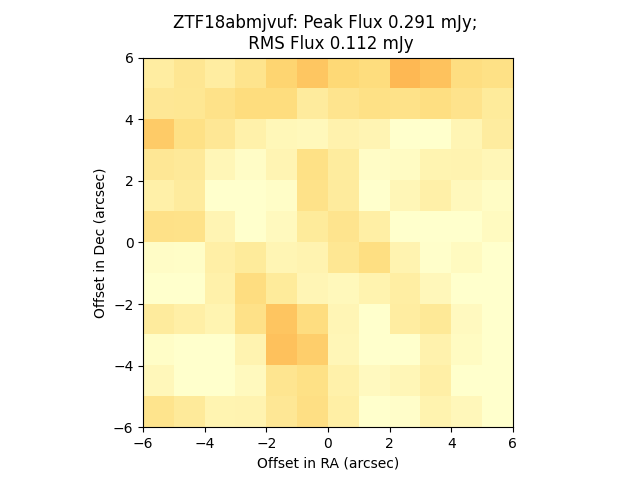 ZTF18abmjvuf: Peak Flux 0.291 mJy;
RMS Flux 0.112 mJy
6
4
2
0
−2
−4
−6
Offset in Dec (arcsec)
−6 −4 −2 0 2 4 6
Offset in RA (arcsec)